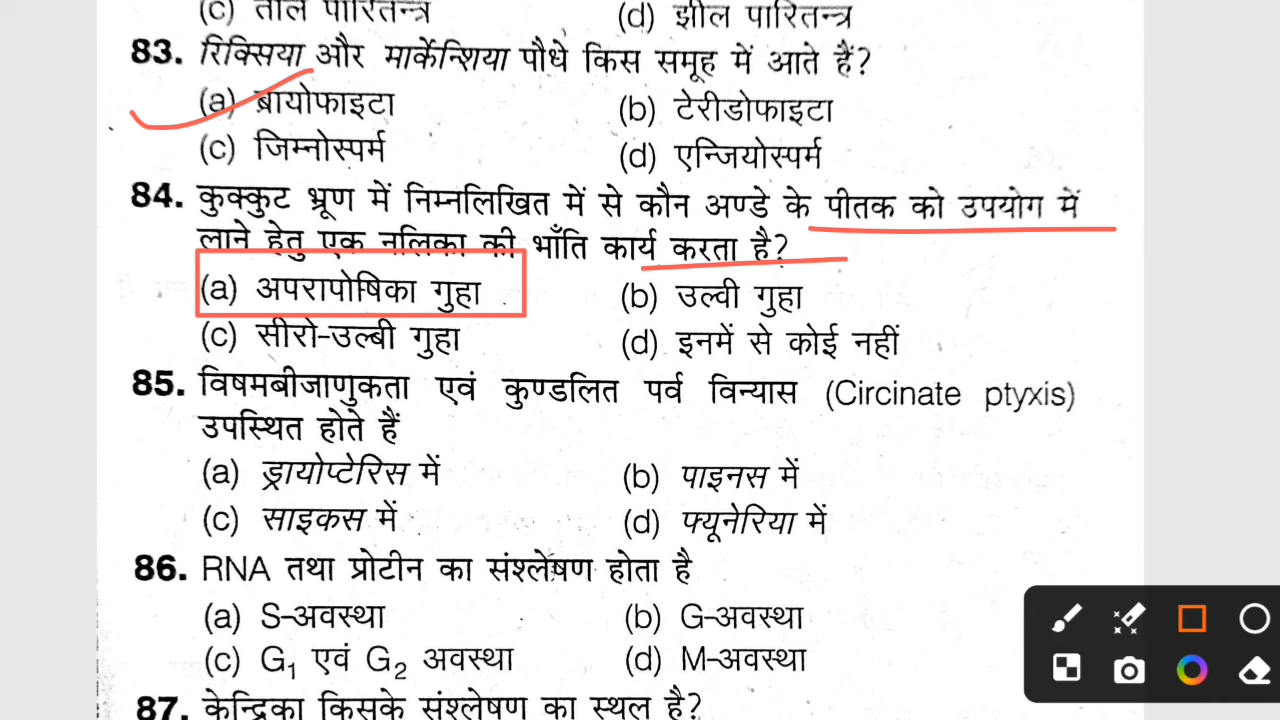 (c) ताल पारितन्त्र (d) झील पारितन्त्र
83. रिक्सिया और मार्केन्शिया पौधे किस समूह में आते हैं?
(a) ब्रायोफाइटा (b) टेरीडोफाइटा
(c) जिम्नोस्पर्म (d) एन्जियोस्पर्म
84. कुक्कुट भ्रूण में निम्नलिखित में से कौन अण्डे के पीतक को उपयोग में
लाने हेतु एक नलिका की भाँति कार्य करता है?
(a) अपरापोषिका गुहा (b) उल्वी गुहा
(c) सीरो-उल्बी गुहा (d) इनमें से कोई नहीं
85. विषमबीजाणुकता एवं कुण्डलित पर्व विन्यास (Circinate ptyxis)
उपस्थित होते हैं
(a) ड्रायोप्टेरिस में (b) पाइनस में
(c) साइकस में (d) फ्यूनेरिया में
86. RNA तथा प्रोटीन का संश्लेषण होता है
(a) S-अवस्था (b) G-अवस्था
(c) G₁ एवं G₂ अवस्था (d) M-अवस्था
87. केन्द्रिका किसके संश्लेषण का स्थल है?